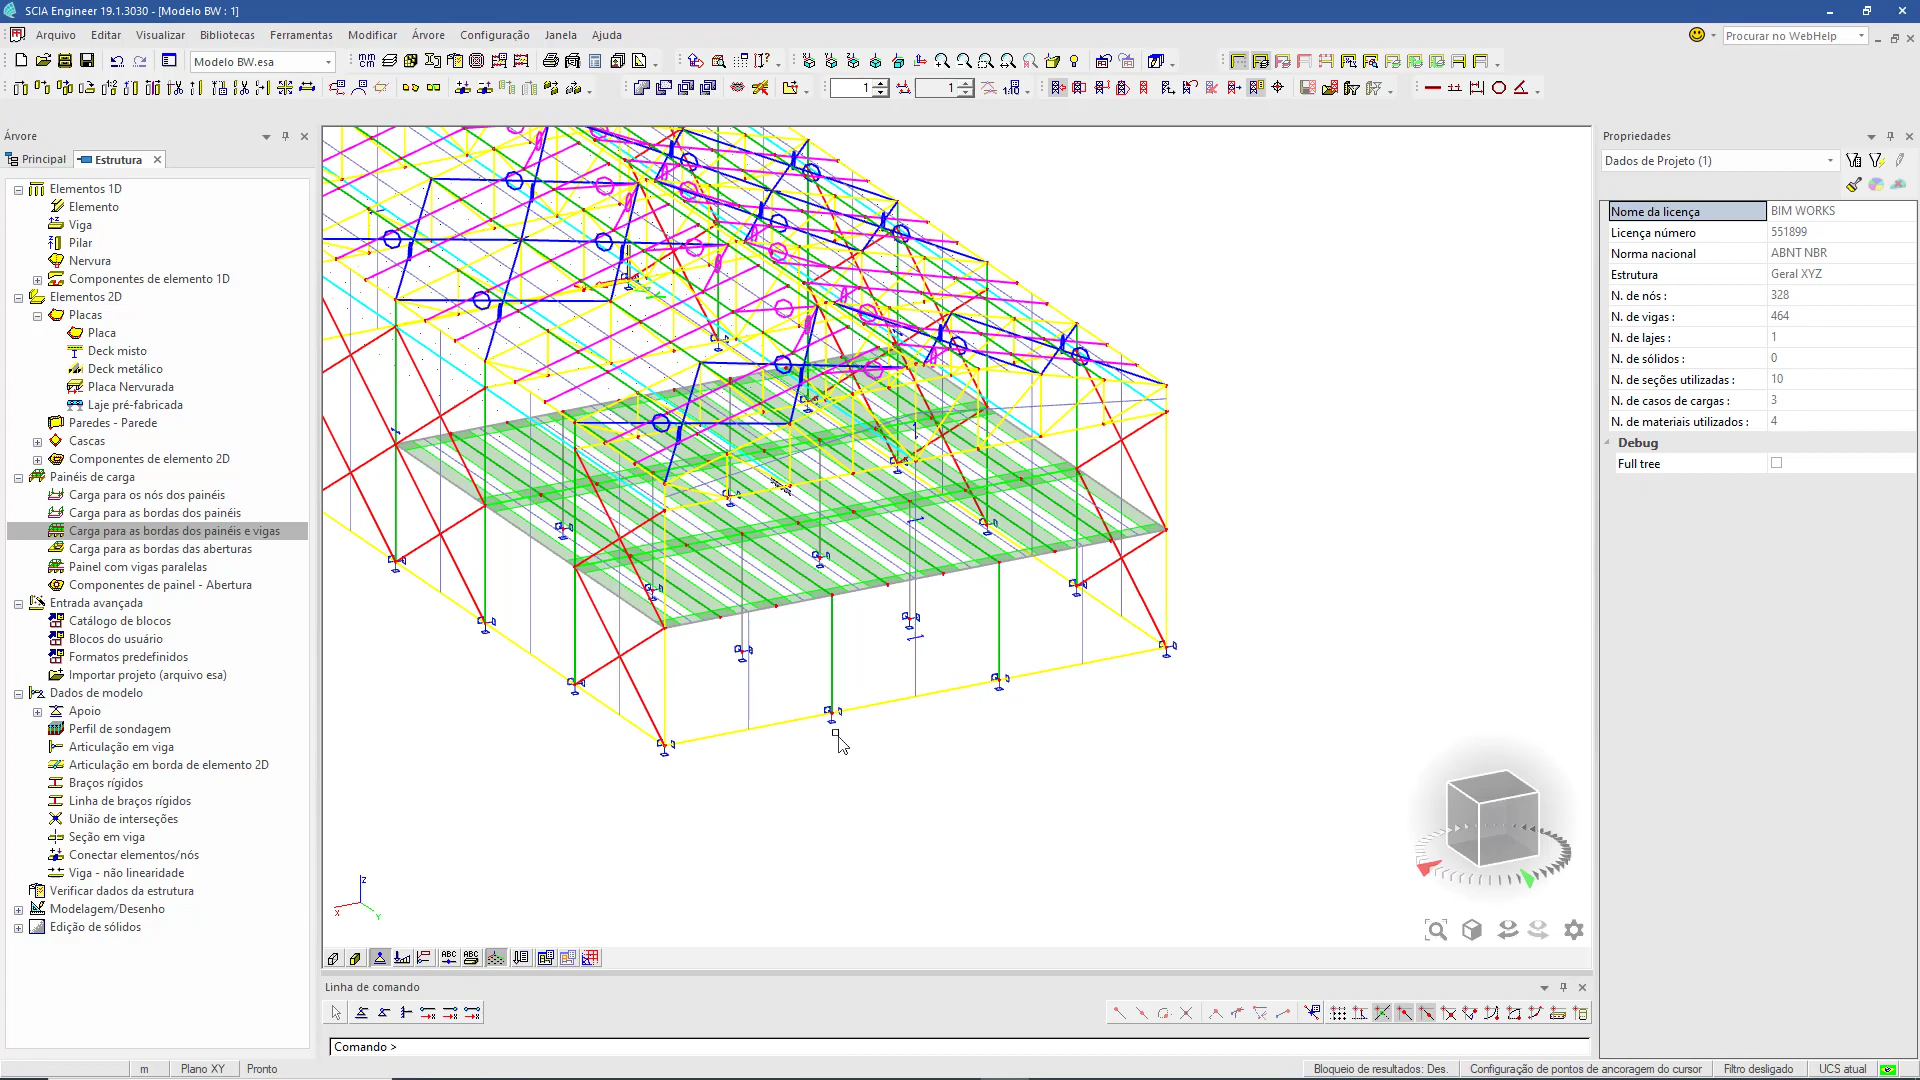 SCIA Engineer 19.1.3030 - [Modelo BW : 1]
Arquivo Editar Visualizar Bibliotecas Ferramentas Modificar Árvore Configuração Janela Ajuda
Procurar no WebHelp
Modelo BW.esa
1
1
Árvore
Principal
Estrutura
Elementos 1D
Elemento
Viga
Pilar
Nervura
Componentes de elemento 1D
Elementos 2D
Placas
Placa
Deck misto
Deck metálico
Placa Nervurada
Laje pré-fabricada
Paredes - Parede
Cascas
Componentes de elemento 2D
Painéis de carga
Carga para os nós dos painéis
Carga para as bordas dos painéis
Carga para as bordas dos painéis e vigas
Carga para as bordas das aberturas
Painel com vigas paralelas
Componentes de painel - Abertura
Entrada avançada
Catálogo de blocos
Blocos do usuário
Formatos predefinidos
Importar projeto (arquivo esa)
Dados de modelo
Apoio
Perfil de sondagem
Articulação em viga
Articulação em borda de elemento 2D
Braços rígidos
Linha de braços rígidos
União de interseções
Seção em viga
Conectar elementos/nós
Viga - não linearidade
Verificar dados da estrutura
Modelagem/Desenho
Edição de sólidos
z
x
Y
ABC
ABC
Linha de comando
Comando >
Propriedades
Dados de Projeto (1)
Nome da licença BIM WORKS
Licença número 551899
Norma nacional ABNT NBR
Estrutura Geral XYZ
N. de nós : 328
N. de vigas : 464
N. de lajes : 1
N. de sólidos : 0
N. de seções utilizadas : 10
N. de casos de cargas : 3
N. de materiais utilizados : 4
Debug
Full tree
m Plano XY Pronto
Bloqueio de resultados: Des. Configuração de pontos de ancoragem do cursor Filtro desligado UCS atual